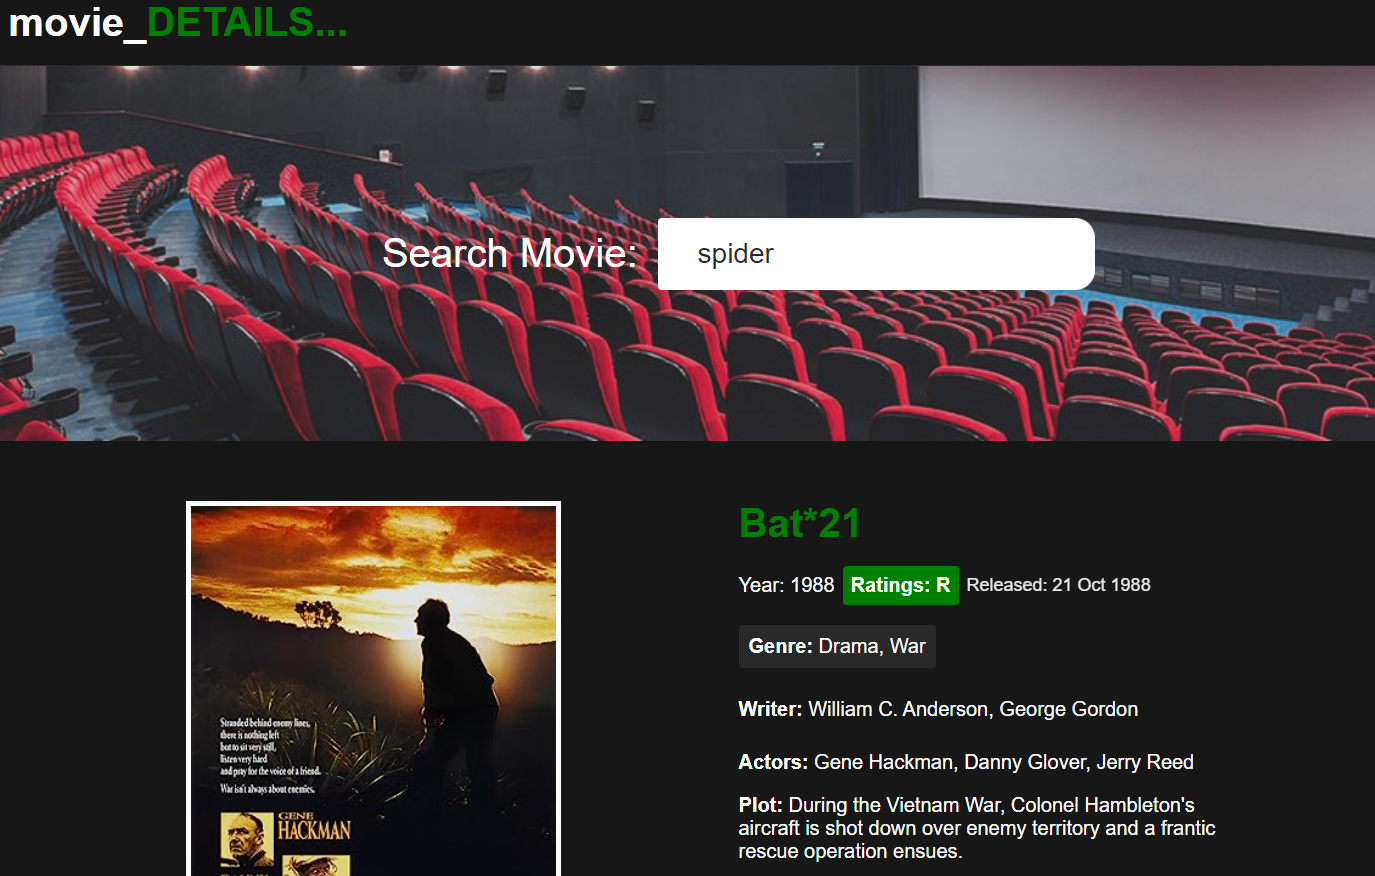 movie_DETAILS...
Search Movie: spider
Bat*21
Year: 1988 Ratings: R Released: 21 Oct 1988
Genre: Drama, War
Writer: William C. Anderson, George Gordon
Actors: Gene Hackman, Danny Glover, Jerry Reed
Plot: During the Vietnam War, Colonel Hambleton's
aircraft is shot down over enemy territory and a frantic
rescue operation ensues.
Stranded behind enemy lines,
there is nothing left
but to sit very still,
listen very hard
and pray for the voice of a friend.
War isn't always about enemies.
GENE
HACKMAN